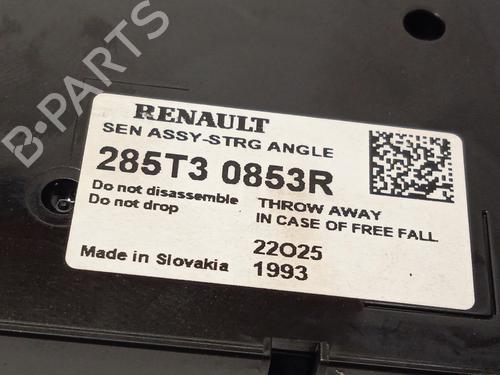 RENAULT
SEN ASSY-STRG ANGLE
285T3 0853R
Do not disassemble
Do not drop
THROW AWAY
IN CASE OF FREE FALL
22O25
Made in Slovakia
1993
B-PARTS